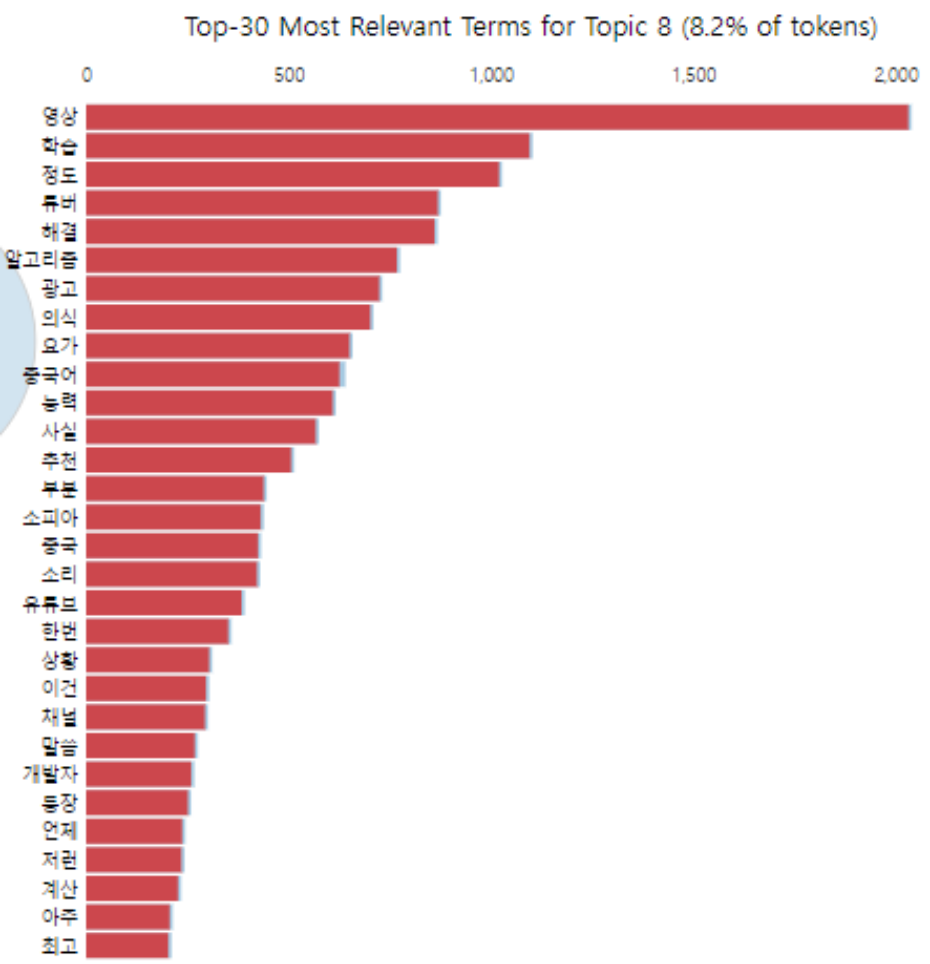 Top-30 Most Relevant Terms for Topic 8 (8.2% of tokens)
0 500 1,000 1,500 2,000
영상
학습
정도
튜버
해결
알고리즘
광고
의식
요가
중국어
능력
사실
추천
부분
소피아
중국
소리
유튜브
한번
상황
이건
채널
말씀
개발자
등장
언제
저런
계산
아주
최고